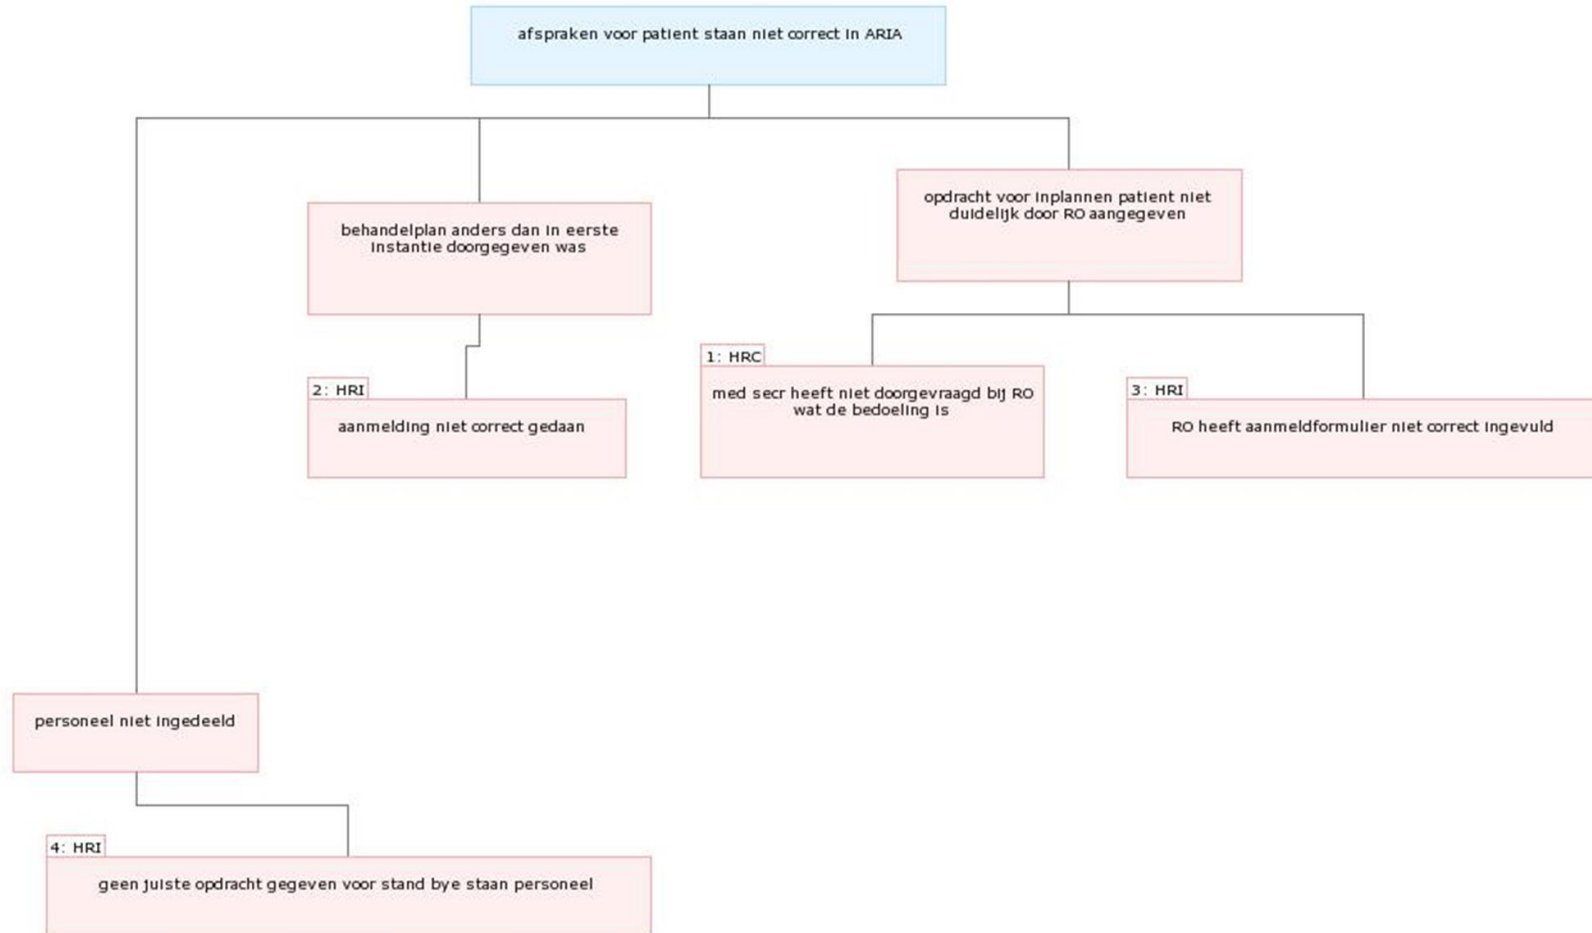 afspraken voor patient staan niet correct in ARIA
opdracht voor inplannen patient niet
duidelijk door RO aangegeven
behandelplan anders dan in eerste
instantie doorgegeven was
1: HRC
med secr heeft niet doorgevraagd bij RO
wat de bedoeling is
2: HRI
aanmelding niet correct gedaan
3: HRI
RO heeft aanmeldformulier niet correct ingevuld
personeel niet ingedeeld
4: HRI
geen juiste opdracht gegeven voor stand bye staan personeel